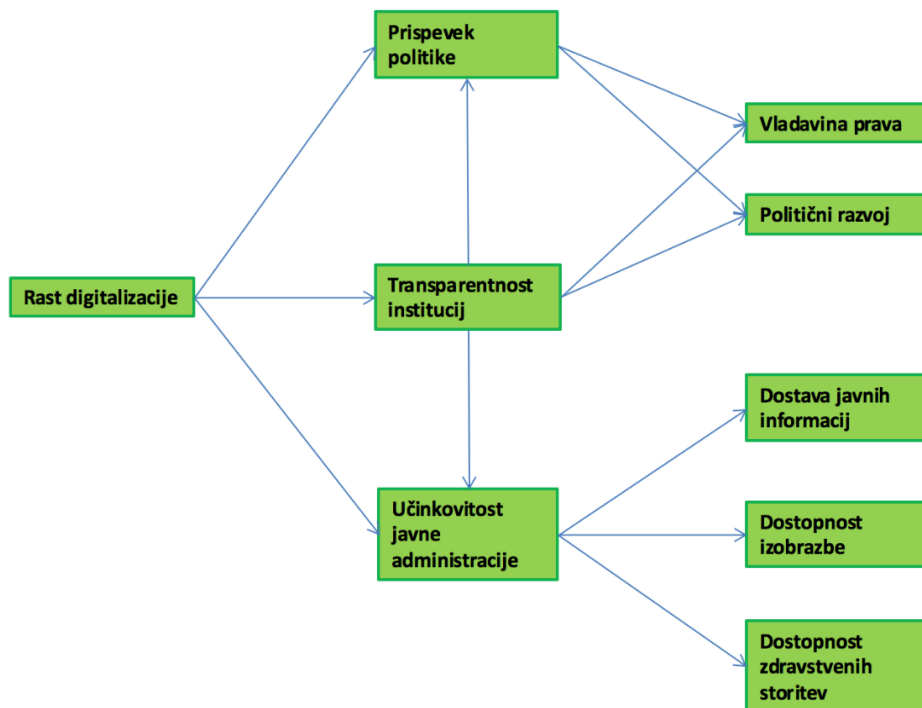 Prispevek
politike
Vladavina prava
Politični razvoj
Rast digitalizacije
Transparentnost
institucij
Dostava javnih
informacij
Učinkovitost
javne
administracije
Dostopnost
izobrazbe
Dostopnost
zdravstvenih
storitev